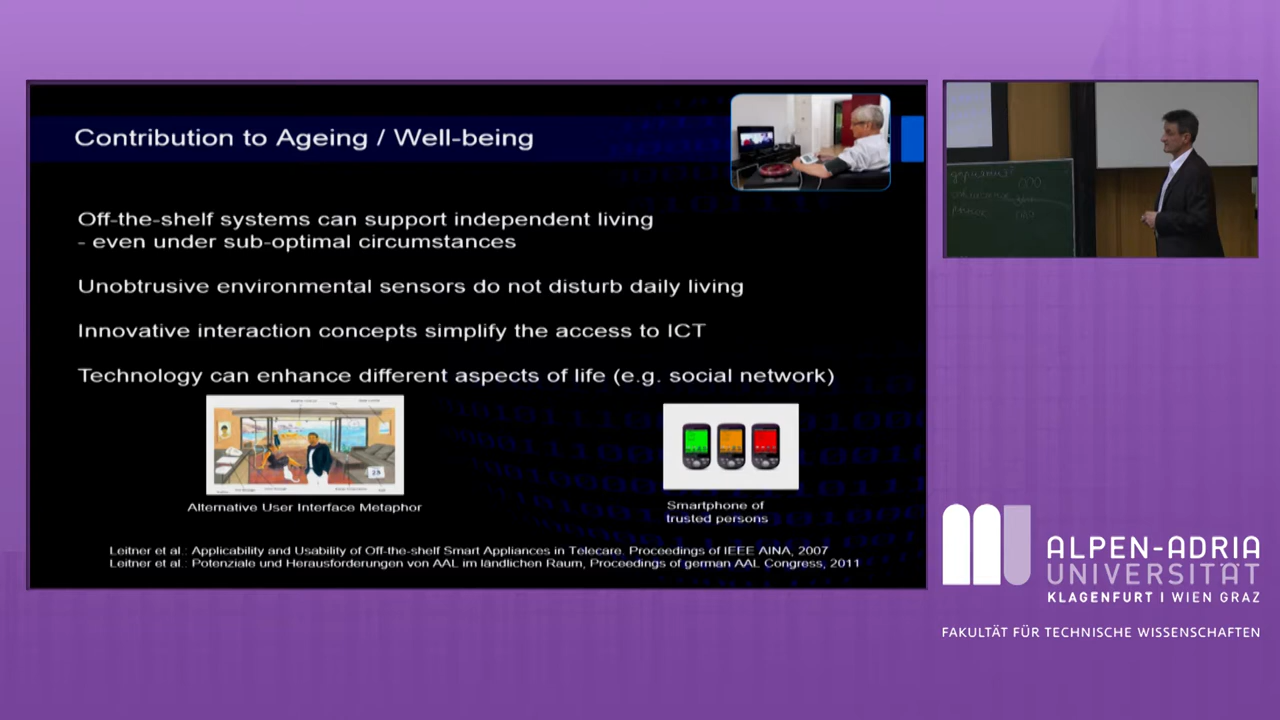 Contribution to Ageing / Well-being
Off-the-shelf systems can support independent living
- even under sub-optimal circumstances
Unobtrusive environmental sensors do not disturb daily living
Innovative interaction concepts simplify the access to ICT
Technology can enhance different aspects of life (e.g. social network)
Alternative User Interface Metaphor
Smartphone of
trusted persons
Leitner et al.: Applicability and Usability of Off-the-shelf Smart Appliances in Telecare. Proceedings of IEEE AINA, 2007
Leitner et al.: Potenziale und Herausforderungen von AAL im ländlichen Raum, Proceedings of german AAL Congress, 2011
ALPEN-ADRIA
UNIVERSITÄT
KLAGENFURT I WIEN GRAZ
FAKULTÄT FÜR TECHNISCHE WISSENSCHAFTEN